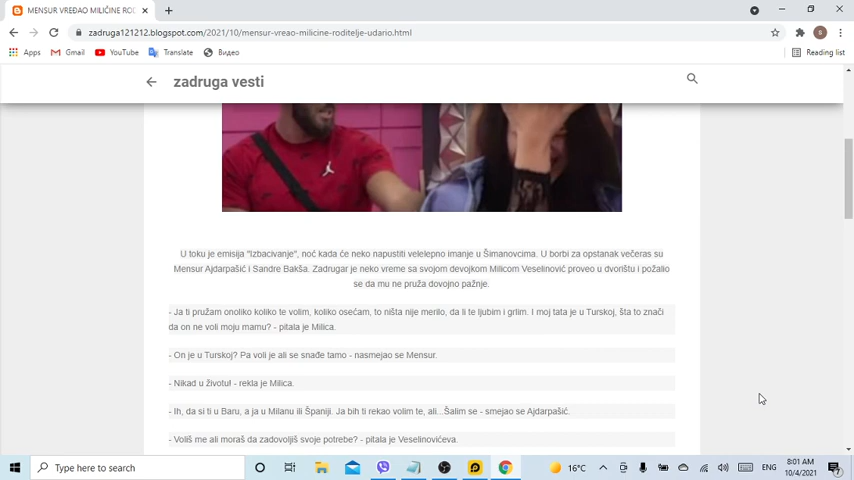 MENSUR VREĐAO MILIČINE ROD
zadruga121212.blogspot.com/2021/10/mensur-vreao-milicine-roditelje-udario.html
B
Apps
Gmail
YouTube
Translate
Видео
Reading list
zadruga vesti
U toku je emisija "Izbacivanje", noć kada će neko napustiti velelepno imanje u Šimanovcima. U borbi za opstanak večeras su
Mensur Ajdarpašić i Sandre Bakša. Zadrugar je neko vreme sa svojom devojkom Milicom Veselinović proveo u dvorištu i požalio
se da mu ne pruža dovojno pažnje.
- Ja ti pružam onoliko koliko te volim, koliko osećam, to ništa nije merilo, da li te ljubim i grlim. I moj tata je u Turskoj, šta to znači
da on ne voli moju mamu? - pitala je Milica.
- On je u Turskoj? Pa voli je ali se snađe tamo - nasmejao se Mensur.
- Nikad u životu! - rekla je Milica.
- Ih, da si ti u Baru, a ja u Milanu ili Španiji. Ja bih ti rekao volim te, ali...Šalim se - smejao se Ajdarpašić.
- Voliš me ali moraš da zadovoljiš svoje potrebe? - pitala je Veselinovićeva.
Type here to search
16°C
ENG
8:01 AM
10/4/2021
7